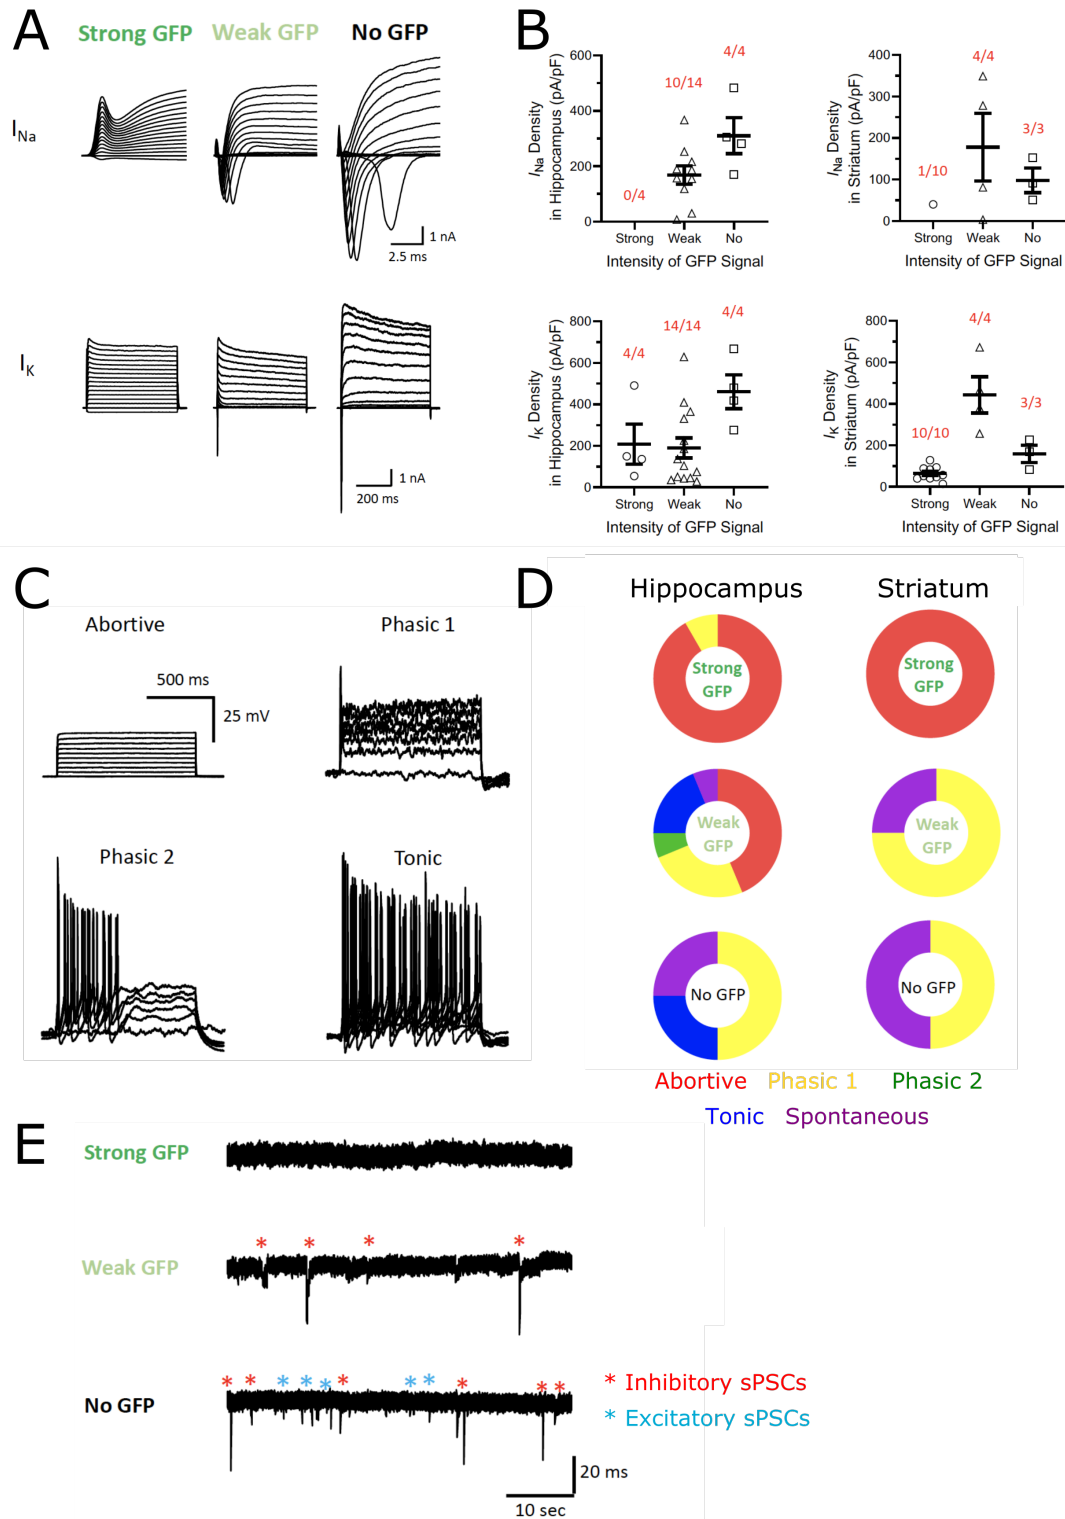 A
Strong GFP Weak GFP No GFP
I Na
1 nA
2.5 ms
I K
1 nA
200 ms
B
I Na Density
in Hippocampus (pA/pF)
600
400
200
0
0/4
10/14
4/4
Strong Weak No
Intensity of GFP Signal
I Na Density
in Striatum (pA/pF)
400
300
200
100
0
1/10
4/4
3/3
Strong Weak No
Intensity of GFP Signal
I K Density
in Hippocampus (pA/pF)
800
600
400
200
0
4/4
14/14
4/4
Strong Weak No
Intensity of GFP Signal
I K Density
in Striatum (pA/pF)
800
600
400
200
0
10/10
4/4
3/3
Strong Weak No
Intensity of GFP Signal
C
Abortive
500 ms
25 mV
Phasic 1
Phasic 2
Tonic
D
Hippocampus Striatum
Strong
GFP
Strong
GFP
Weak
GFP
Weak
GFP
No GFP
No GFP
Abortive Phasic 1 Phasic 2
Tonic Spontaneous
E
Strong GFP
Weak GFP
* * * *
No GFP
* * * * * * * * * * *
* Inhibitory sPSCs
* Excitatory sPSCs
20 ms
10 sec